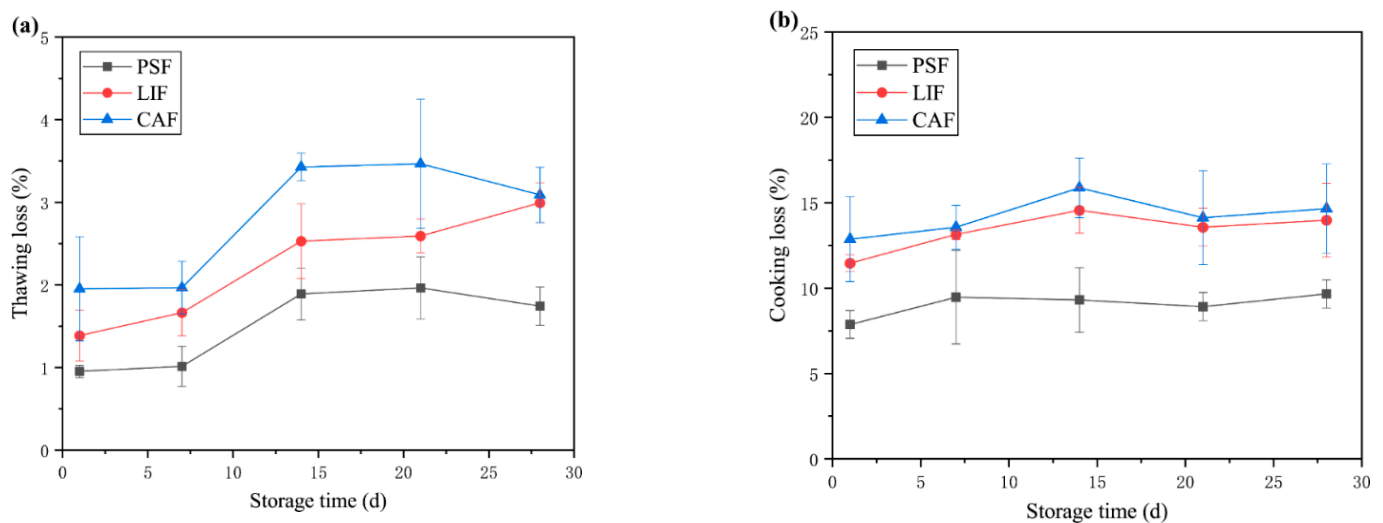 (a)
5
4
3
2
1
0
Thawing loss (%)
PSF
LIF
CAF
0 5 10 15 20 25 30
Storage time (d)
(b)
25
20
15
10
5
0
Cooking loss (%)
PSF
LIF
CAF
0 5 10 15 20 25 30
Storage time (d)